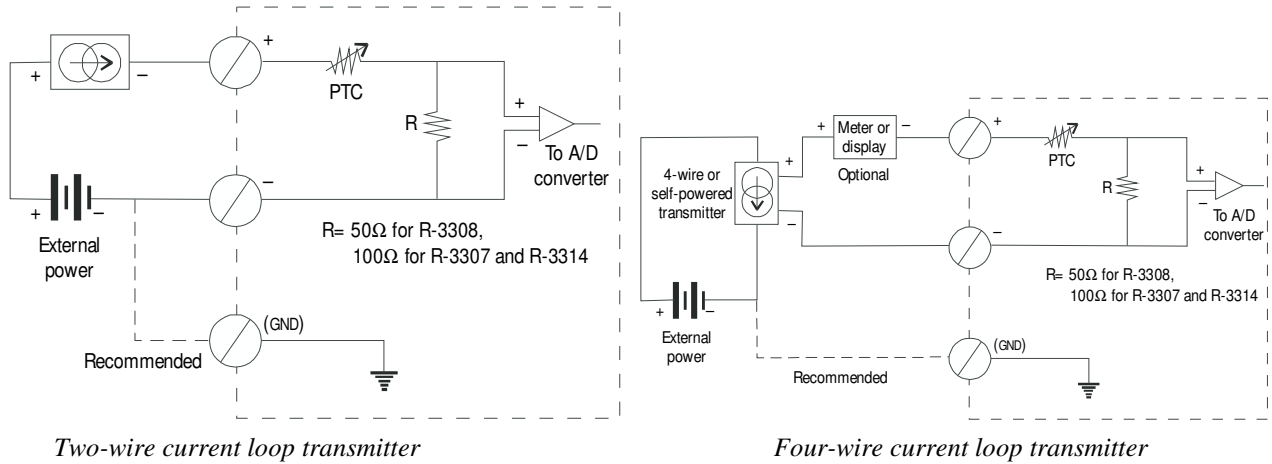 +
+
−
PTC
R
+
−
To A/D
converter
−
+
−
External
power
R= 50Ω for R-3308,
100Ω for R-3307 and R-3314
(GND)
Recommended
Two-wire current loop transmitter
4-wire or
self-powered
transmitter
+
−
+
Meter or
display
−
Optional
+
PTC
R
+
−
To A/D
converter
−
R= 50Ω for R-3308,
100Ω for R-3307 and R-3314
+
−
External
power
(GND)
Recommended
Four-wire current loop transmitter